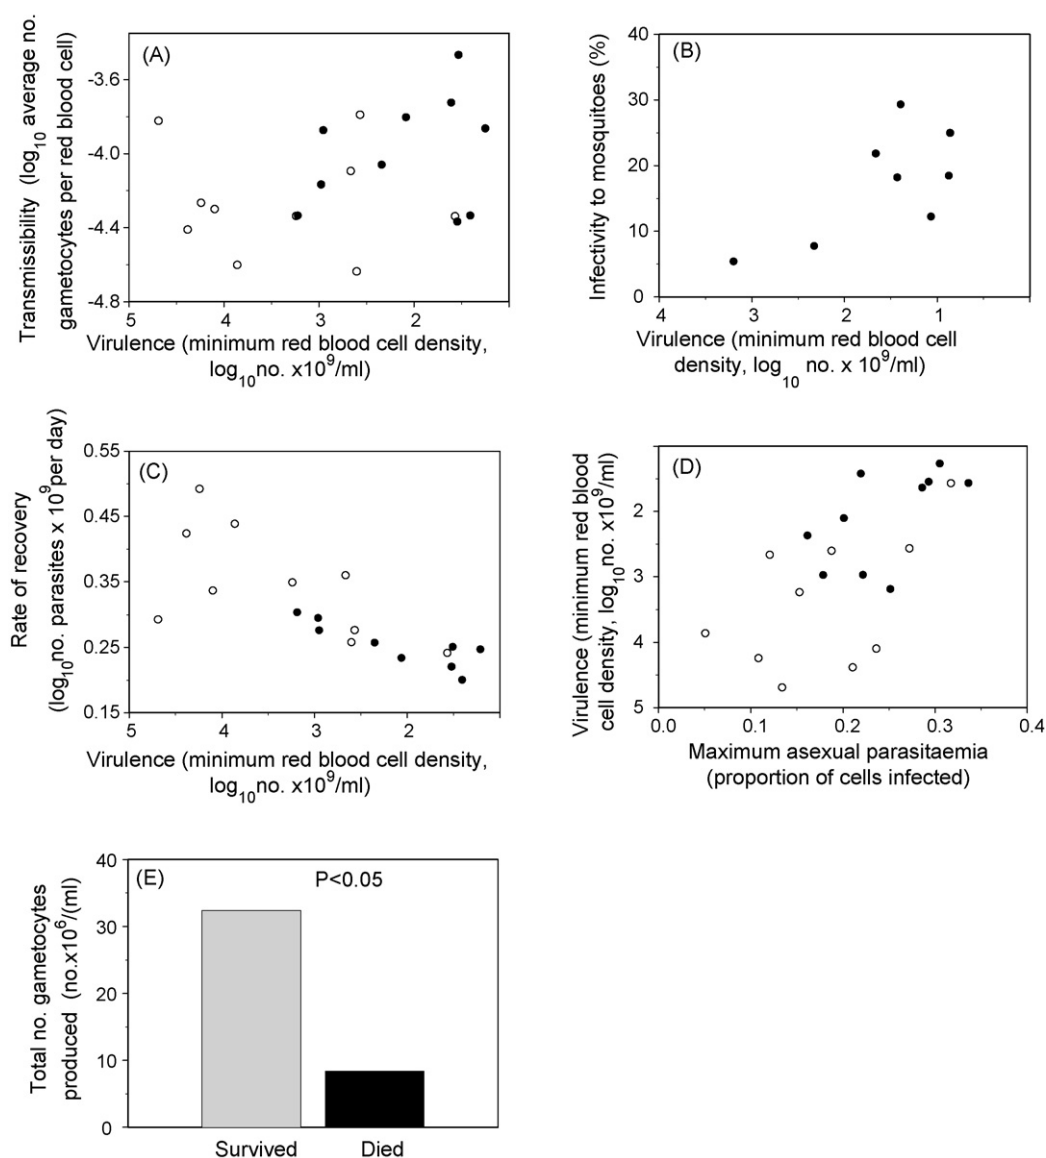 (A)
Transmissibility (log10 average no.
gametocytes per red blood cell)
-3.6
-4.0
-4.4
-4.8
5 4 3 2 1
Virulence (minimum red blood cell density,
log10no. x10^9/ml)
(B)
Infectivity to mosquitoes (%)
40
30
20
10
0
4 3 2 1 0
Virulence (minimum red blood cell
density, log10 no. x 10^9/ml)
(C)
Rate of recovery
(log10no. parasites x 10^9per day)
0.55
0.45
0.35
0.25
0.15
5 4 3 2
Virulence (minimum red blood cell density,
log10no. x10^9/ml)
(D)
Virulence (minimum red blood
cell density, log10no. x10^9/ml)
2
3
4
5
0.0 0.1 0.2 0.3 0.4
Maximum asexual parasitaemia
(proportion of cells infected)
(E)
P<0.05
Total no. gametocytes
produced (no.x10^6/(ml)
40
30
20
10
0
Survived Died